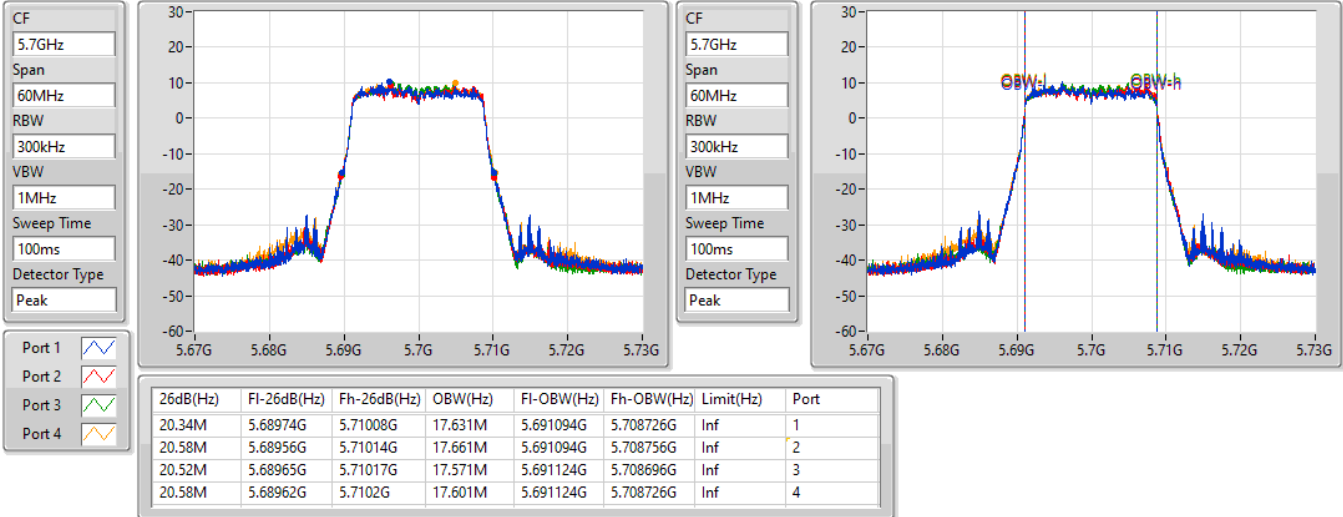 CF
5.7GHz
Span
60MHz
RBW
300kHz
VBW
1MHz
Sweep Time
100ms
Detector Type
Peak
30
20
10
0
-10
-20
-30
-40
-50
-60
5.67G 5.68G 5.69G 5.7G 5.71G 5.72G 5.73G
CF
5.7GHz
Span
60MHz
RBW
300kHz
VBW
1MHz
Sweep Time
100ms
Detector Type
Peak
30
20
10
0
-10
-20
-30
-40
-50
-60
OBW-l OBW-h
5.67G 5.68G 5.69G 5.7G 5.71G 5.72G 5.73G
Port 1
Port 2
Port 3
Port 4
26dB(Hz) Fl-26dB(Hz) Fh-26dB(Hz) OBW(Hz) Fl-OBW(Hz) Fh-OBW(Hz) Limit(Hz) Port
20.34M 5.68974G 5.71008G 17.631M 5.691094G 5.708726G Inf 1
20.58M 5.68956G 5.71014G 17.661M 5.691094G 5.708756G Inf 2
20.52M 5.68965G 5.71017G 17.571M 5.691124G 5.708696G Inf 3
20.58M 5.68962G 5.7102G 17.601M 5.691124G 5.708726G Inf 4